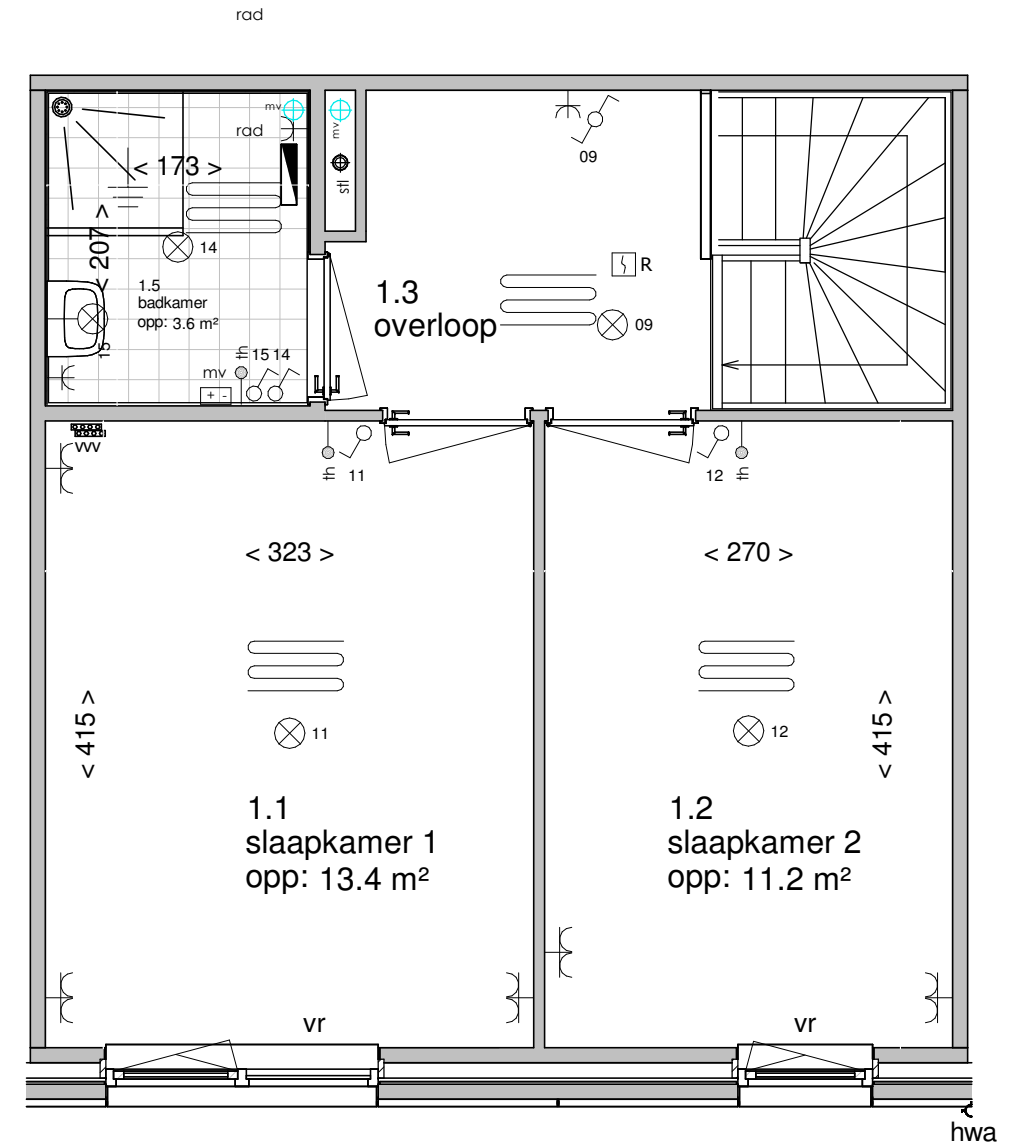 rad
mv
rad
mv
stl
< 173 >
< 207 >
14
1.5
badkamer
opp: 3.6 m²
15
th
15 14
mv
+ -
09
R
1.3
overloop
09
vvv
th
11
12
th
< 323 >
< 270 >
< 415 >
11
12
< 415 >
1.1
slaapkamer 1
opp: 13.4 m²
1.2
slaapkamer 2
opp: 11.2 m²
vr
vr
hwa